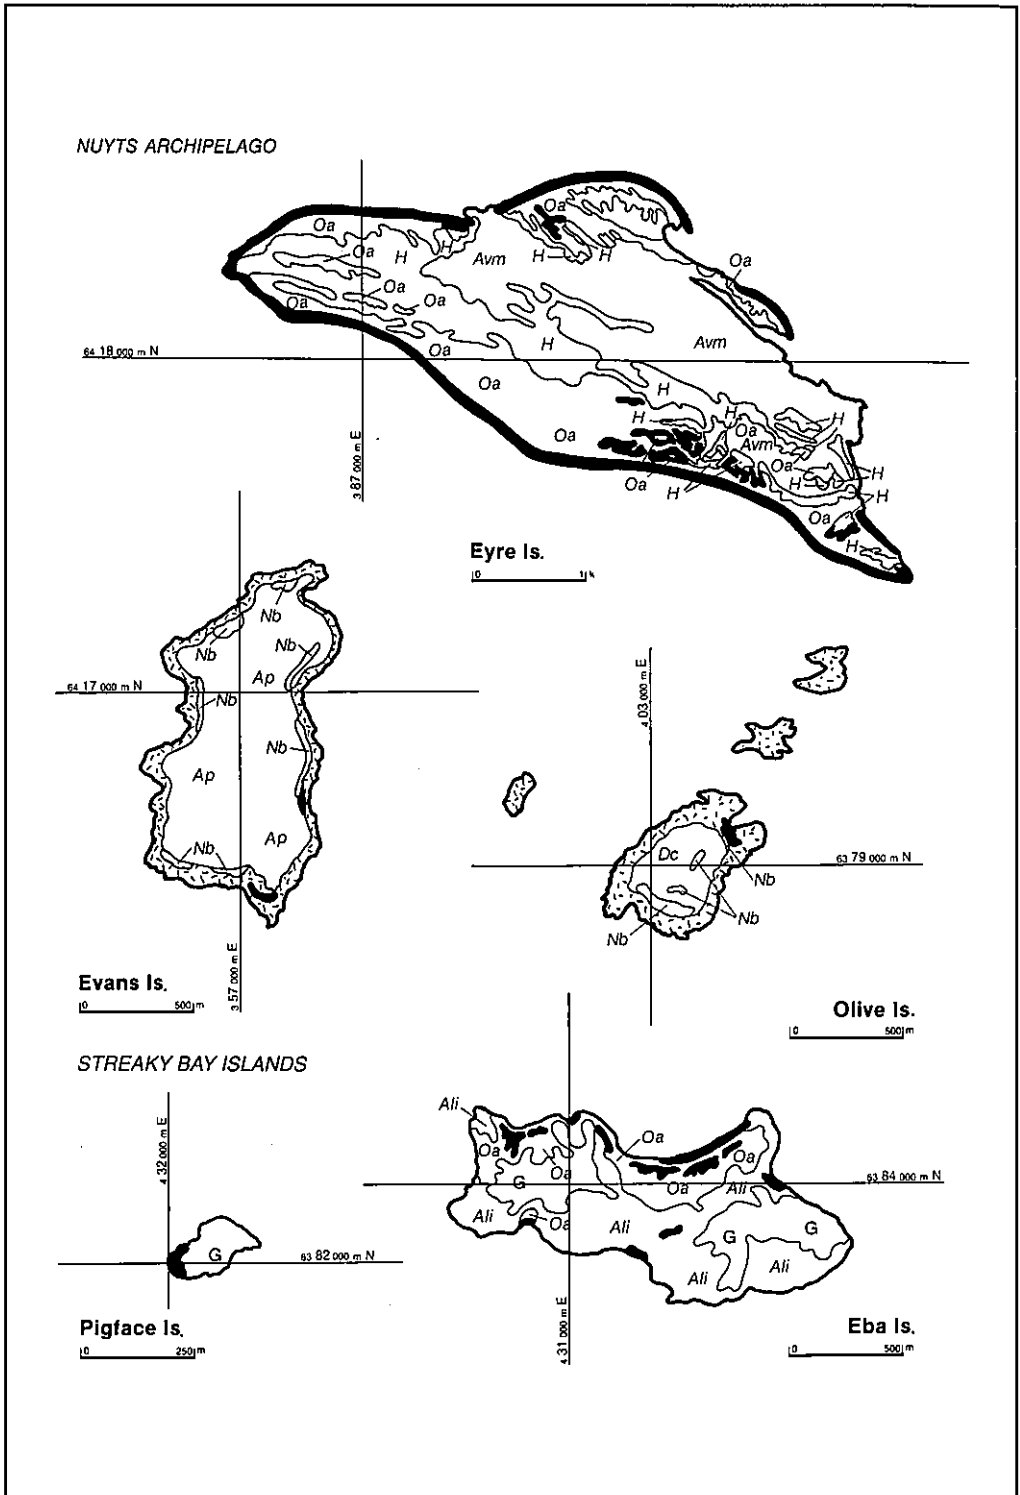 NUYTS ARCHIPELAGO
Oa
Oa
Oa
Oa
H
H
Avm
H
H
Oa
Oa
Oa
Oa
Avm
H
64 18 000 m N
Oa
Oa
H
H
H
H
Oa
Oa
Avm
Oa
H
H
H
Oa
H
Oa
H
3 87 000 m E
Eyre Is.
0 1 k
Nb
Nb
Nb
Ap
64 17 000 m N
Nb
Nb
Ap
Ap
Nb
3 57 000 m E
Evans Is.
0 500 m
4 03 000 m E
Dc
63 79 000 m N
Nb
Nb
Nb
Olive Is.
0 500 m
STREAKY BAY ISLANDS
4 32 000 m E
G
63 82 000 m N
Pigface Is.
0 250 m
Ali
Oa
Oa
Oa
Oa
G
Oa
Ali
63 84 000 m N
Ali
Oa
Ali
G
G
Ali
Ali
4 31 000 m E
Eba Is.
0 500 m